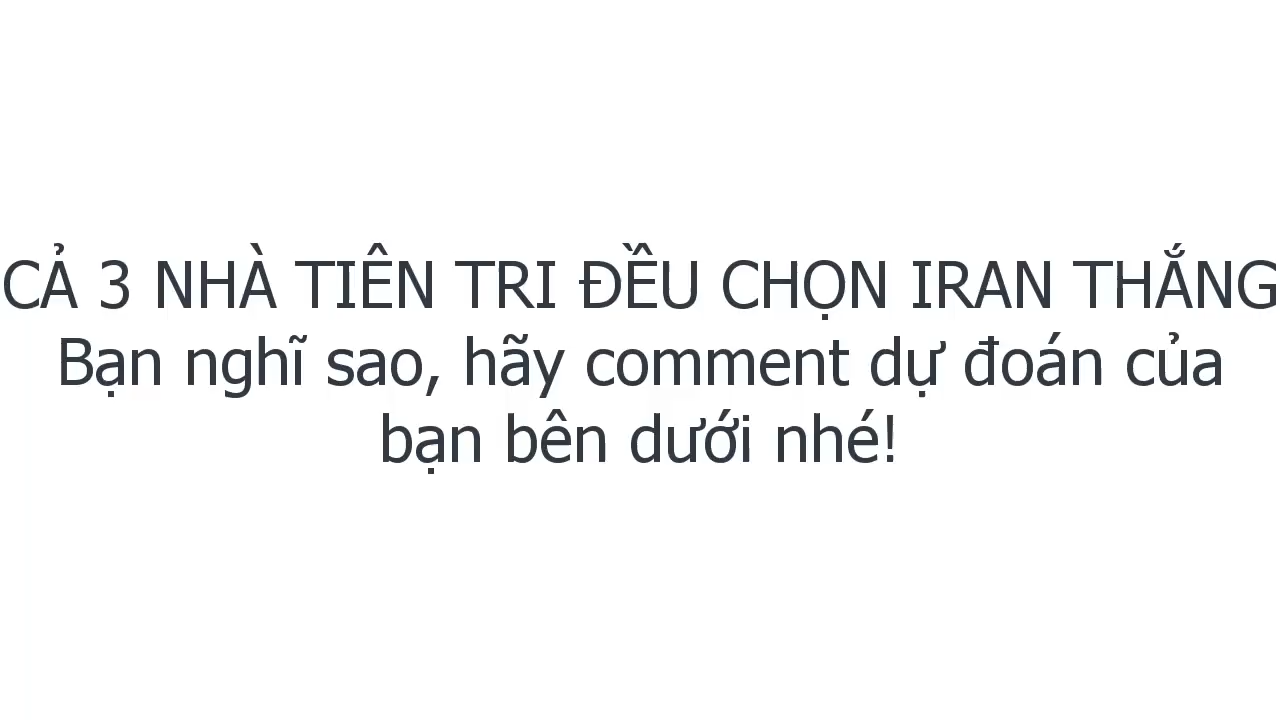 CẢ 3 NHÀ TIÊN TRI ĐỀU CHỌN IRAN THẮNG
Bạn nghĩ sao, hãy comment dự đoán của
bạn bên dưới nhé!